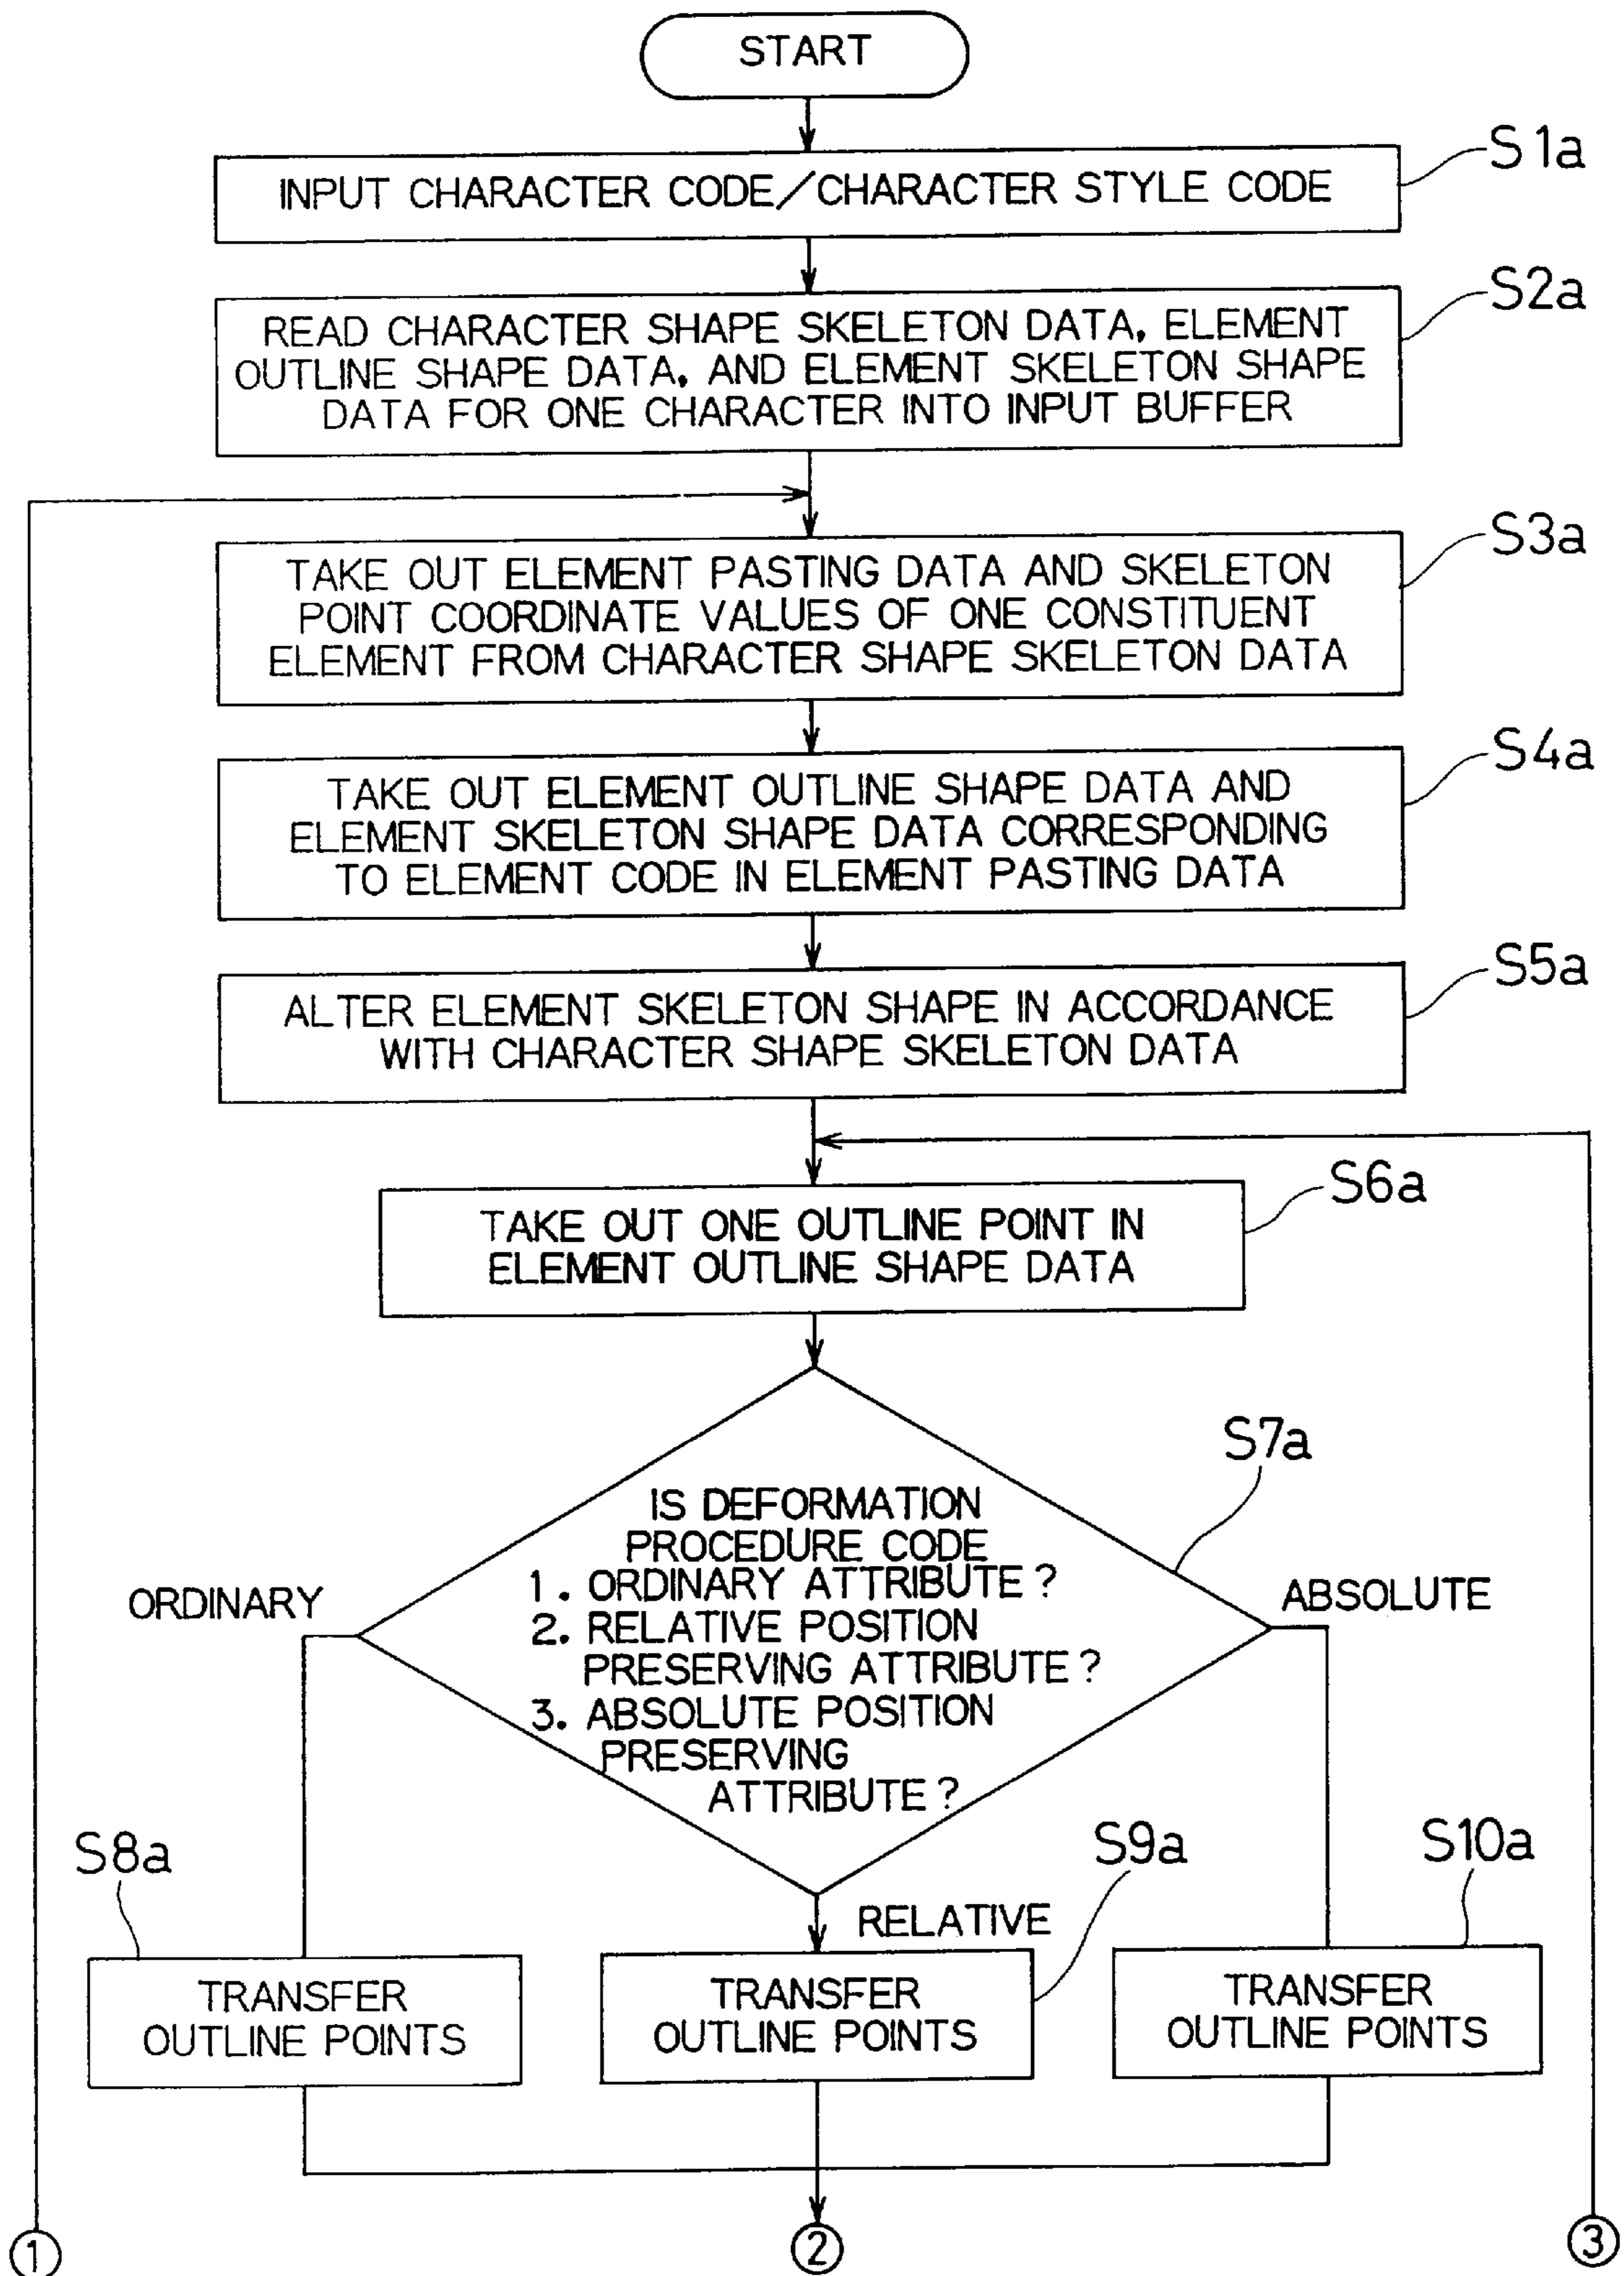 START
S1a
INPUT CHARACTER CODE/CHARACTER STYLE CODE
S2a
READ CHARACTER SHAPE SKELETON DATA, ELEMENT
OUTLINE SHAPE DATA, AND ELEMENT SKELETON SHAPE
DATA FOR ONE CHARACTER INTO INPUT BUFFER
S3a
TAKE OUT ELEMENT PASTING DATA AND SKELETON
POINT COORDINATE VALUES OF ONE CONSTITUENT
ELEMENT FROM CHARACTER SHAPE SKELETON DATA
S4a
TAKE OUT ELEMENT OUTLINE SHAPE DATA AND
ELEMENT SKELETON SHAPE DATA CORRESPONDING
TO ELEMENT CODE IN ELEMENT PASTING DATA
S5a
ALTER ELEMENT SKELETON SHAPE IN ACCORDANCE
WITH CHARACTER SHAPE SKELETON DATA
S6a
TAKE OUT ONE OUTLINE POINT IN
ELEMENT OUTLINE SHAPE DATA
S7a
IS DEFORMATION
PROCEDURE CODE
1. ORDINARY ATTRIBUTE?
2. RELATIVE POSITION
PRESERVING ATTRIBUTE?
3. ABSOLUTE POSITION
PRESERVING
ATTRIBUTE?
ORDINARY
ABSOLUTE
RELATIVE
S8a
TRANSFER
OUTLINE POINTS
S9a
TRANSFER
OUTLINE POINTS
S10a
TRANSFER
OUTLINE POINTS
①
②
③